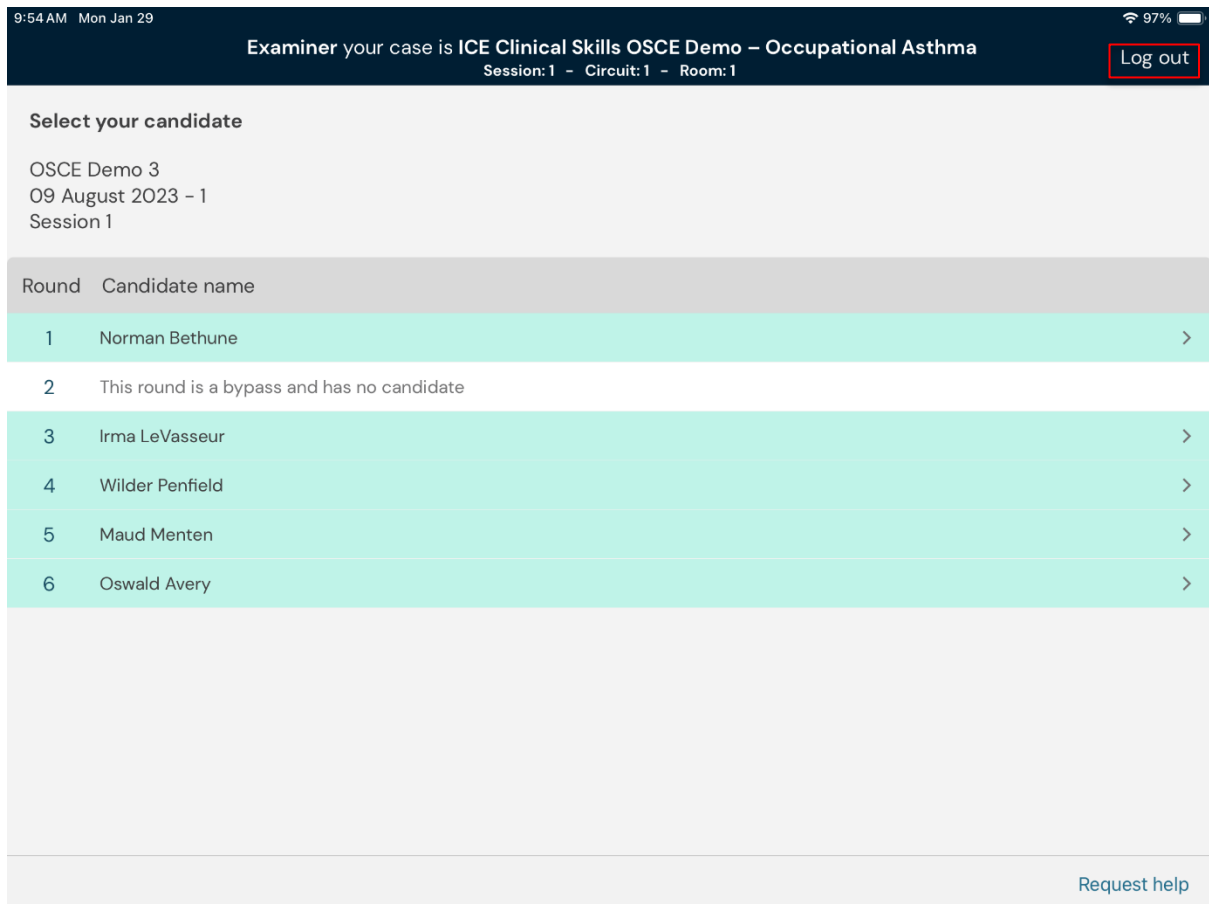 9:54 AM Mon Jan 29
97%
Examiner your case is ICE Clinical Skills OSCE Demo – Occupational Asthma
Session: 1 - Circuit: 1 - Room: 1
Log out
Select your candidate
OSCE Demo 3
09 August 2023 - 1
Session 1
Round Candidate name
1 Norman Bethune
2 This round is a bypass and has no candidate
3 Irma LeVasseur
4 Wilder Penfield
5 Maud Menten
6 Oswald Avery
Request help